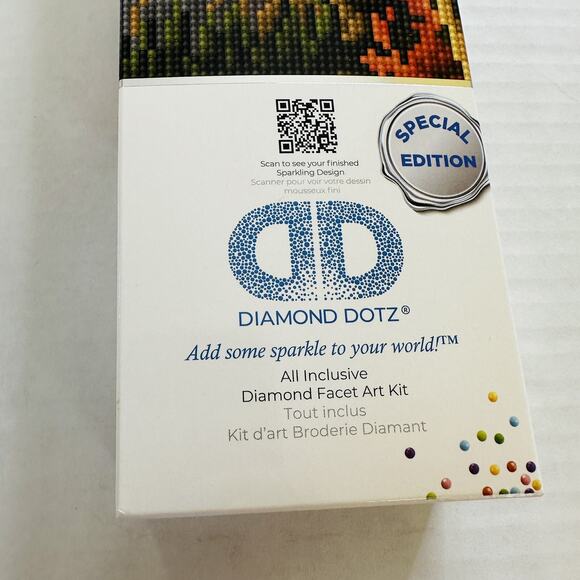 SPECIAL
EDITION
Scan to see your finished
Sparkling Design
Scanner pour voir votre dessin
mousseux fini
DIAMOND DOTZ®
Add some sparkle to your world!™
All Inclusive
Diamond Facet Art Kit
Tout inclus
Kit d'art Broderie Diamant